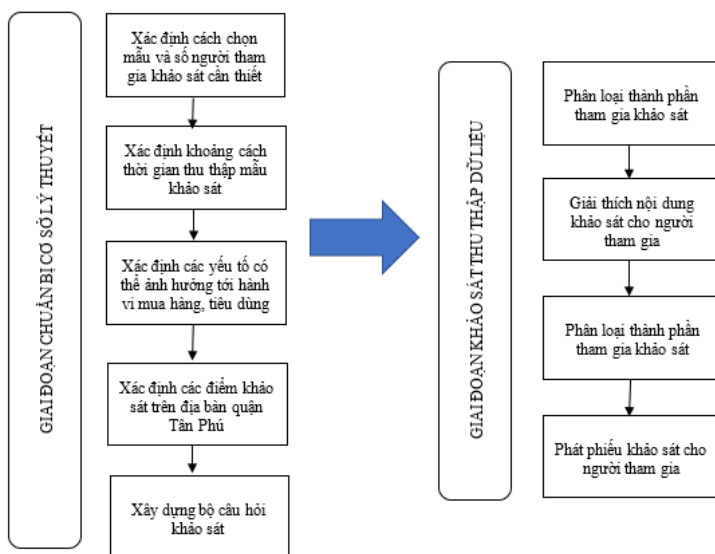 GIAI ĐOẠN CHUẨN BỊ CƠ SỞ LÝ THUYẾT
Xác định cách chọn
mẫu và số người tham
gia khảo sát cần thiết
Xác định khoảng cách
thời gian thu thập mẫu
khảo sát
Xác định các yếu tố có
thể ảnh hưởng tới hành
vi mua hàng, tiêu dùng
Xác định các điểm khảo
sát trên địa bàn quận
Tân Phú
Xây dựng bộ câu hỏi
khảo sát
GIAI ĐOẠN KHẢO SÁT THU THẬP DỮ LIỆU
Phân loại thành phần
tham gia khảo sát
Giải thích nội dung
khảo sát cho người
tham gia
Phân loại thành phần
tham gia khảo sát
Phát phiếu khảo sát cho
người tham gia